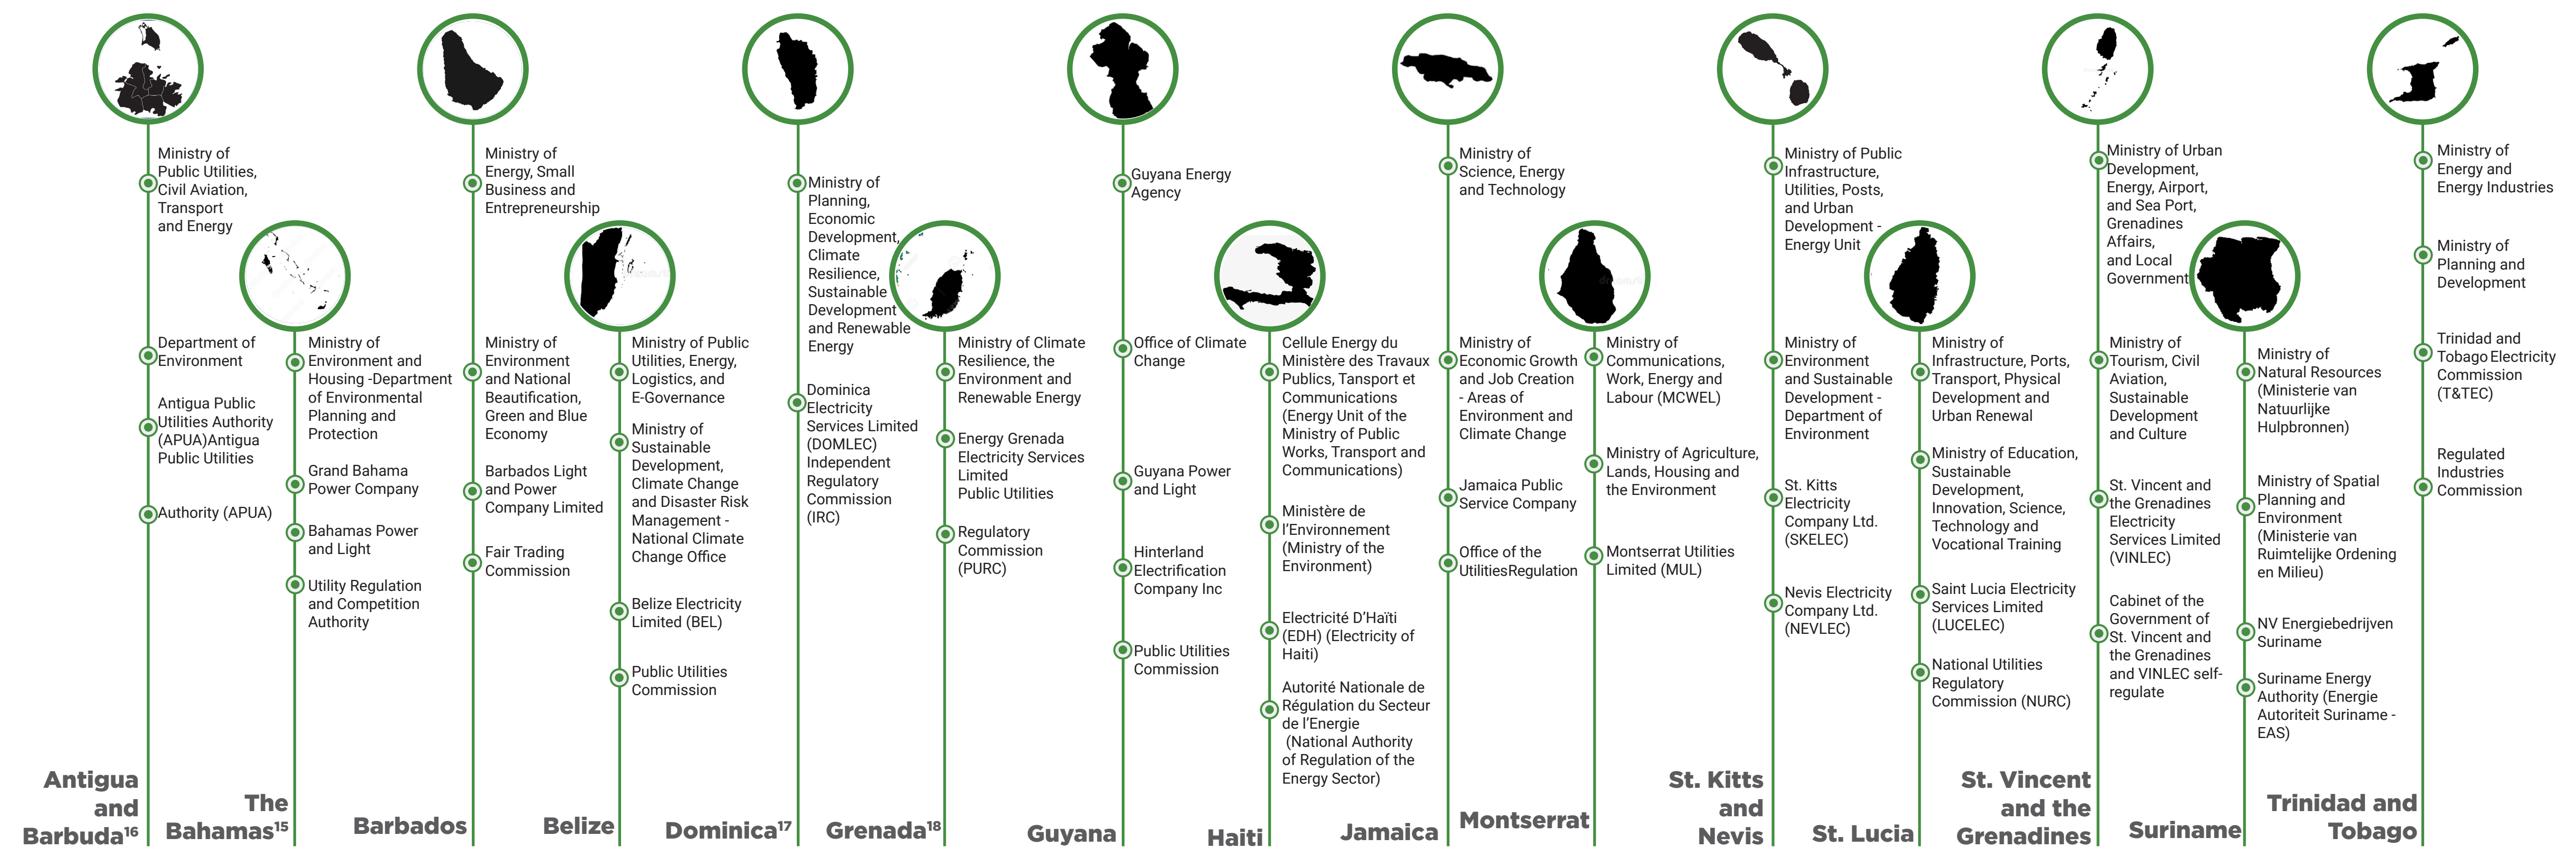 Ministry of
Public Utilities,
Civil Aviation,
Transport
and Energy
Department of
Environment
Antigua Public
Utilities Authority
(APUA)Antigua
Public Utilities
Authority (APUA)
Antigua
and
Barbuda16
Ministry of
Environment and
Housing -Department
of Environmental
Planning and
Protection
Grand Bahama
Power Company
Bahamas Power
and Light
Utility Regulation
and Competition
Authority
The
Bahamas15
Ministry of
Energy, Small
Business and
Entrepreneurship
Ministry of
Environment
and National
Beautification,
Green and Blue
Economy
Barbados Light
and Power
Company Limited
Fair Trading
Commission
Barbados
Ministry of Public
Utilities, Energy,
Logistics, and
E-Governance
Ministry of
Sustainable
Development,
Climate Change
and Disaster Risk
Management -
National Climate
Change Office
Belize Electricity
Limited (BEL)
Public Utilities
Commission
Belize
Ministry of
Planning,
Economic
Development,
Climate
Resilience,
Sustainable
Development
and Renewable
Energy
Dominica
Electricity
Services Limited
(DOMLEC)
Independent
Regulatory
Commission
(IRC)
Dominica17
Ministry of Climate
Resilience, the
Environment and
Renewable Energy
Energy Grenada
Electricity Services
Limited
Public Utilities
Regulatory
Commission
(PURC)
Grenada18
Guyana Energy
Agency
Office of Climate
Change
Guyana Power
and Light
Hinterland
Electrification
Company Inc
Public Utilities
Commission
Guyana
Cellule Energy du
Ministère des Travaux
Publics, Tansport et
Communications
(Energy Unit of the
Ministry of Public
Works, Transport and
Communications)
Ministère de
l'Environnement
(Ministry of the
Environment)
Electricité D'Haïti
(EDH) (Electricity of
Haiti)
Autorité Nationale de
Régulation du Secteur
de l'Energie
(National Authority
of Regulation of the
Energy Sector)
Haiti
Ministry of
Science, Energy
and Technology
Ministry of
Economic Growth
and Job Creation
- Areas of
Environment and
Climate Change
Jamaica Public
Service Company
Office of the
UtilitiesRegulation
Jamaica
Ministry of
Communications,
Work, Energy and
Labour (MCWEL)
Ministry of Agriculture,
Lands, Housing and
the Environment
Montserrat Utilities
Limited (MUL)
Montserrat
Ministry of Public
Infrastructure,
Utilities, Posts,
and Urban
Development -
Energy Unit
Ministry of
Environment
and Sustainable
Development -
Department of
Environment
St. Kitts
Electricity
Company Ltd.
(SKELEC)
Nevis Electricity
Company Ltd.
(NEVLEC)
St. Kitts
and
Nevis
Ministry of
Infrastructure, Ports,
Transport, Physical
Development and
Urban Renewal
Ministry of Education,
Sustainable
Development,
Innovation, Science,
Technology and
Vocational Training
Saint Lucia Electricity
Services Limited
(LUCELEC)
National Utilities
Regulatory
Commission (NURC)
St. Lucia
Ministry of Urban
Development,
Energy, Airport,
and Sea Port,
Grenadines
Affairs,
and Local
Government
Ministry of
Tourism, Civil
Aviation,
Sustainable
Development
and Culture
St. Vincent and
the Grenadines
Electricity
Services Limited
(VINLEC)
Cabinet of the
Government of
St. Vincent and
the Grenadines
and VINLEC self-
regulate
St. Vincent
and the
Grenadines
Ministry of
Natural Resources
(Ministerie van
Natuurlijke
Hulpbronnen)
Ministry of Spatial
Planning and
Environment
(Ministerie van
Ruimtelijke Ordening
en Milieu)
NV Energiebedrijven
Suriname
Suriname Energy
Authority (Energie
Autoriteit Suriname -
EAS)
Suriname
Ministry of
Energy and
Energy Industries
Ministry of
Planning and
Development
Trinidad and
Tobago Electricity
Commission
(T&TEC)
Regulated
Industries
Commission
Trinidad and
Tobago